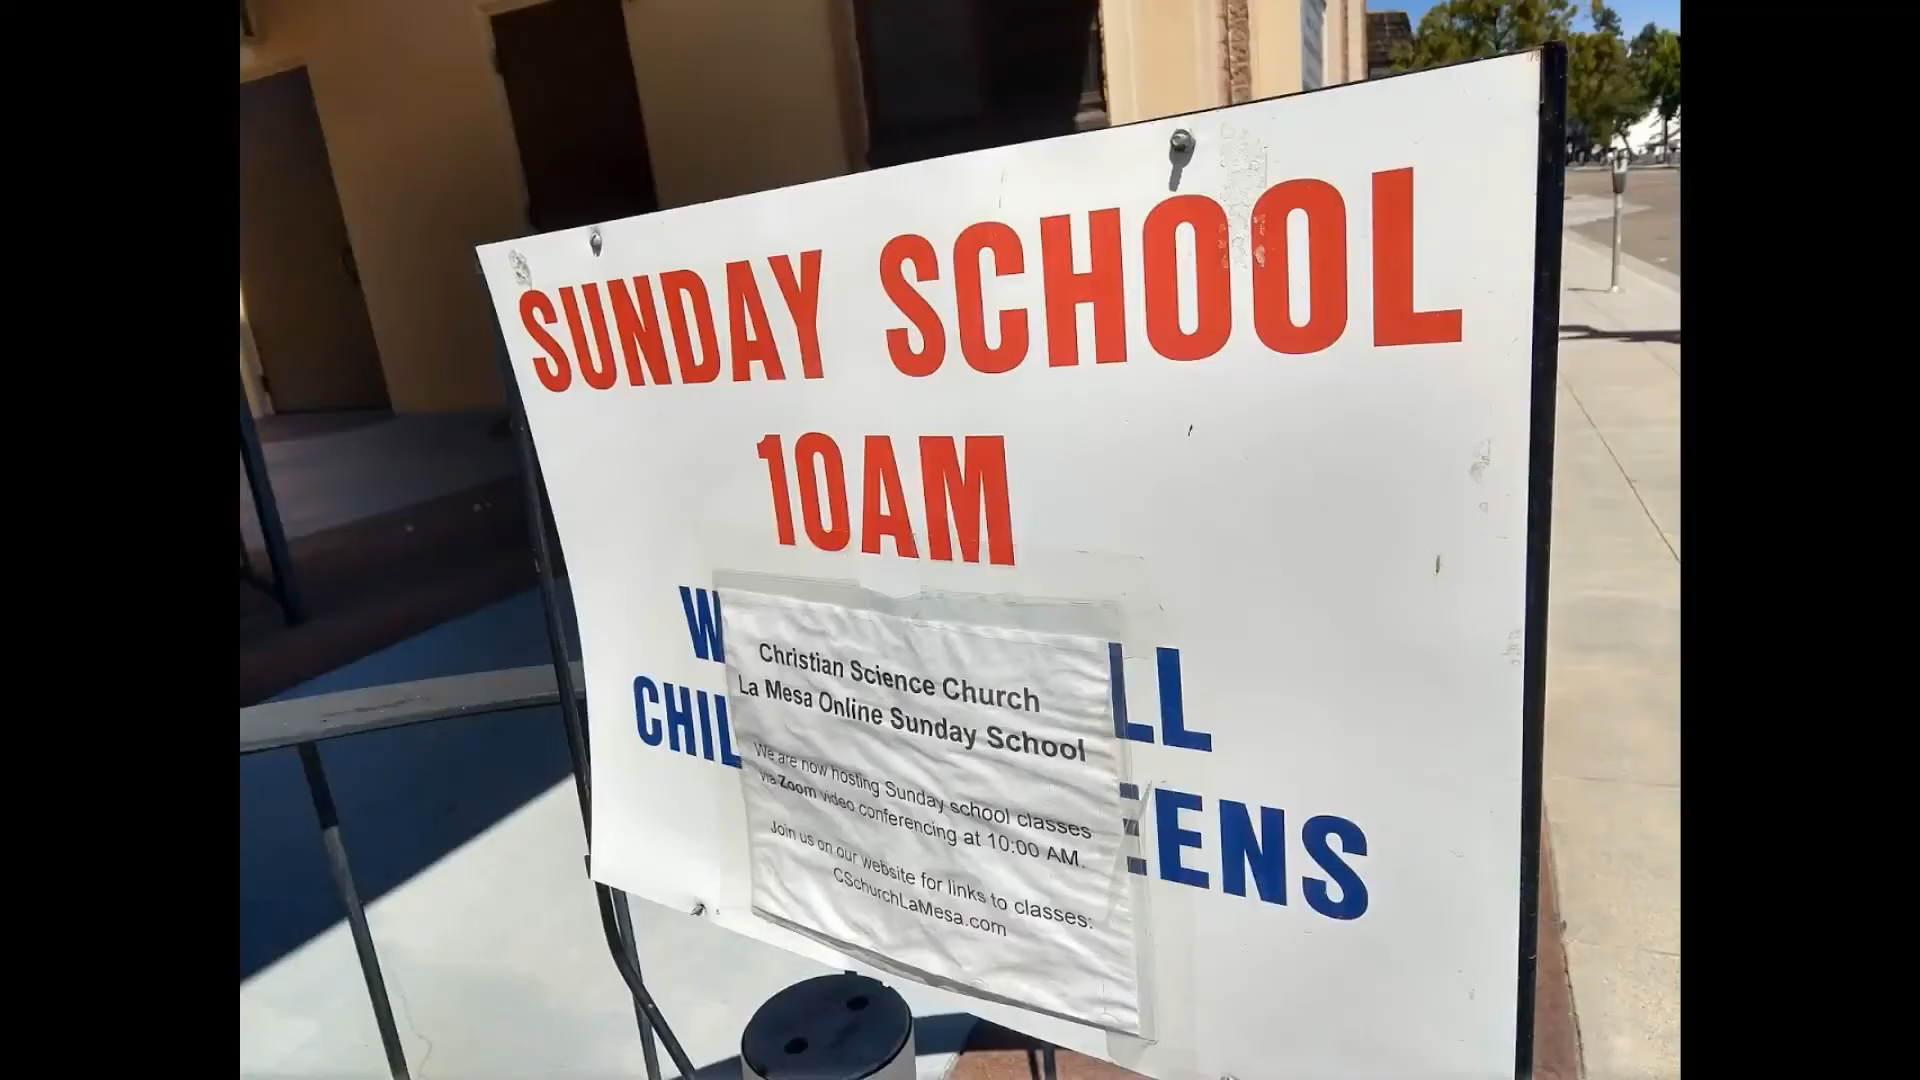 SUNDAY SCHOOL
10AM
Christian Science Church
La Mesa Online Sunday School
We are now hosting Sunday school classes
via Zoom video conferencing at 10:00 AM.
Join us on our website for links to classes:
CSchurchLaMesa.com